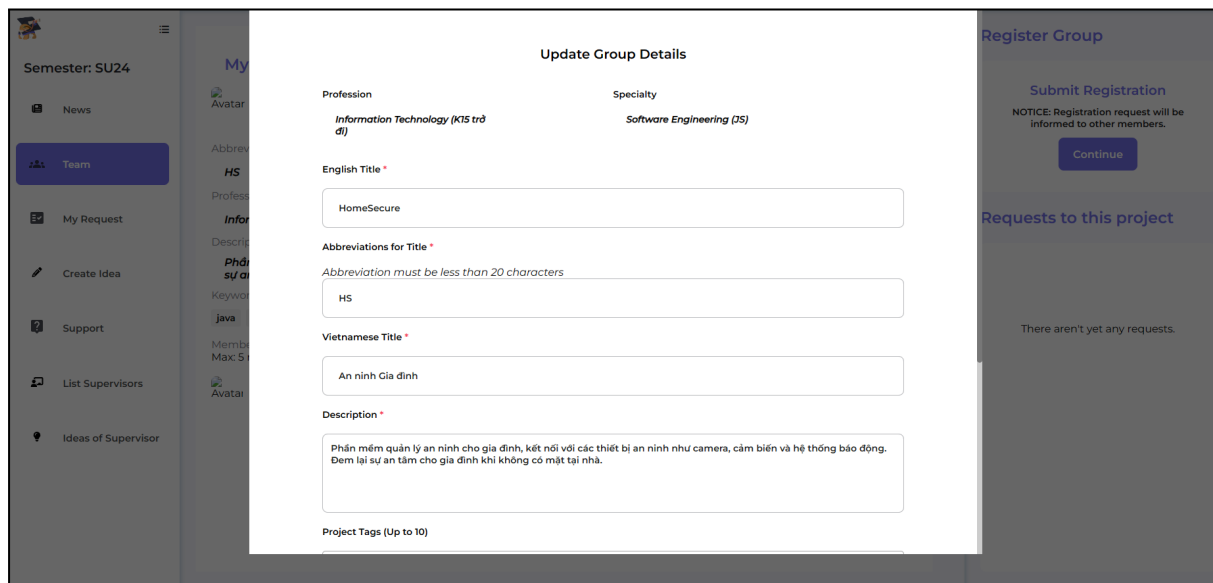 Semester: SU24
News
Team
My Request
Create Idea
Support
List Supervisors
Ideas of Supervisor
My
Avatar
Abbrev
HS
Profess
Infor
Descrip
Phần
sự an
Keywor
java
Membe
Max: 5
Avatar
Update Group Details
Profession
Specialty
Information Technology (K15 trở
đi)
Software Engineering (JS)
English Title *
HomeSecure
Abbreviations for Title *
Abbreviation must be less than 20 characters
HS
Vietnamese Title *
An ninh Gia đình
Description *
Phần mềm quản lý an ninh cho gia đình, kết nối với các thiết bị an ninh như camera, cảm biến và hệ thống báo động.
Đem lại sự an tâm cho gia đình khi không có mặt tại nhà.
Project Tags (Up to 10)
Register Group
Submit Registration
NOTICE: Registration request will be
informed to other members.
Continue
Requests to this project
There aren't yet any requests.